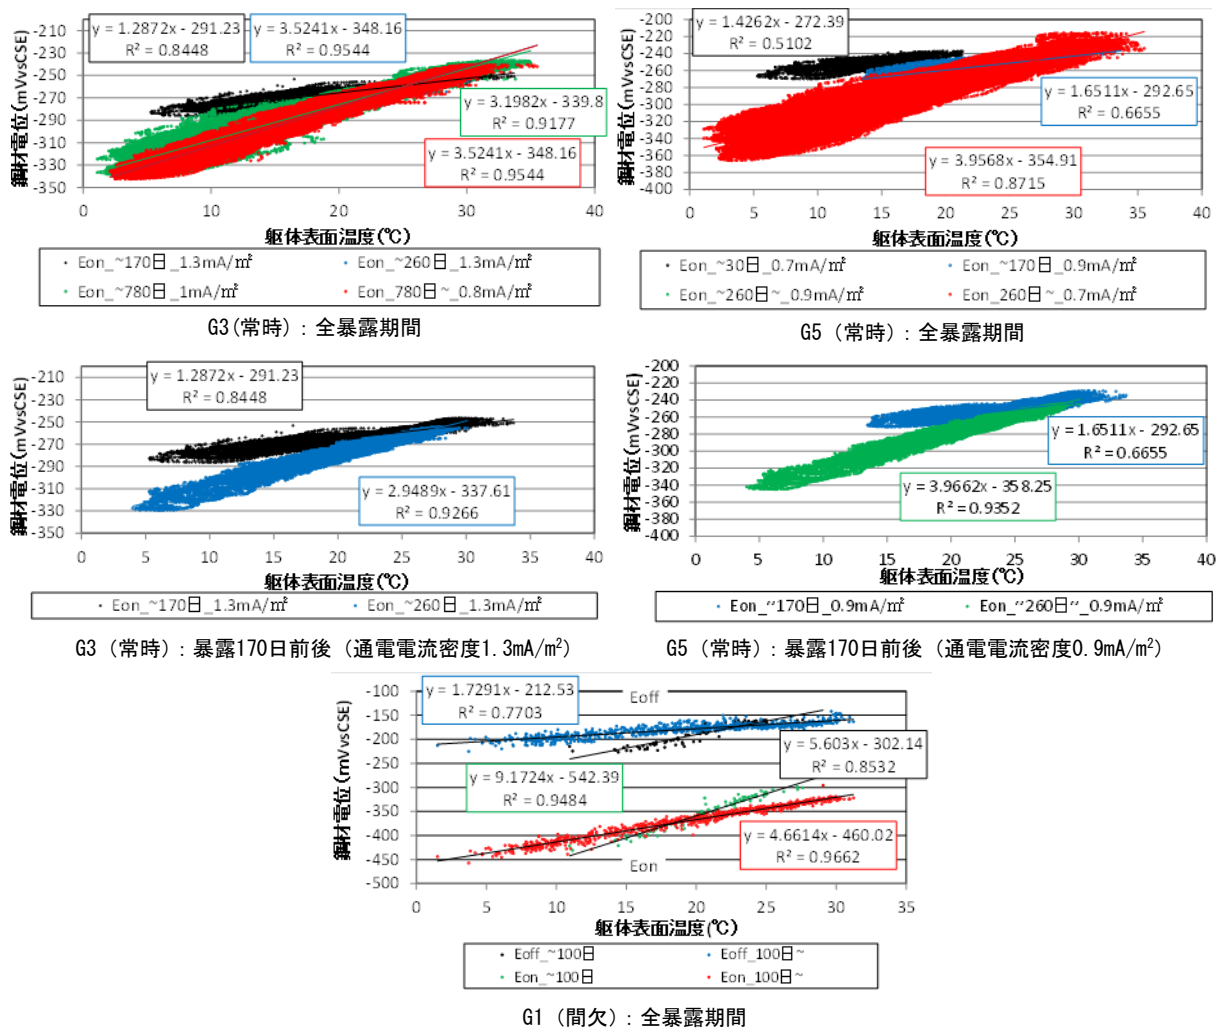 y = 1.2872x - 291.23
R² = 0.8448
y = 3.5241x - 348.16
R² = 0.9544
y = 3.1982x - 339.8
R² = 0.9177
y = 3.5241x - 348.16
R² = 0.9544
鋼材電位(mVvsCSE)
-210
-230
-250
-270
-290
-310
-330
-350
0 10 20 30 40
躯体表面温度(℃)
Eon_~170日_1.3mA/㎡ Eon_~260日_1.3mA/㎡
Eon_~780日_1mA/㎡ Eon_780日~_0.8mA/㎡
G3(常時)：全暴露期間
y = 1.4262x - 272.39
R² = 0.5102
y = 1.6511x - 292.65
R² = 0.6655
y = 3.9568x - 354.91
R² = 0.8715
鋼材電位(mVvsCSE)
-200
-220
-240
-260
-280
-300
-320
-340
-360
-380
-400
0 5 10 15 20 25 30 35 40
躯体表面温度(℃)
Eon_~30日_0.7mA/㎡ Eon_~170日_0.9mA/㎡
Eon_~260日~_0.9mA/㎡ Eon_260日~_0.7mA/㎡
G5（常時）：全暴露期間
y = 1.2872x - 291.23
R² = 0.8448
y = 2.9489x - 337.61
R² = 0.9266
鋼材電位(mVvsCSE)
-210
-230
-250
-270
-290
-310
-330
-350
0 5 10 15 20 25 30 35 40
躯体表面温度(℃)
Eon_~170日_1.3mA/㎡ Eon_~260日_1.3mA/㎡
G3（常時）：暴露170日前後（通電電流密度1.3mA/m²）
y = 1.6511x - 292.65
R² = 0.6655
y = 3.9662x - 358.25
R² = 0.9352
鋼材電位(mVvsCSE)
-200
-220
-240
-260
-280
-300
-320
-340
-360
-380
-400
0 5 10 15 20 25 30 35 40
躯体表面温度(℃)
Eon_~170日_0.9mA/㎡ Eon_~260日~_0.9mA/㎡
G5（常時）：暴露170日前後（通電電流密度0.9mA/m²）
y = 1.7291x - 212.53
R² = 0.7703
Eoff
y = 5.603x - 302.14
R² = 0.8532
y = 9.1724x - 542.39
R² = 0.9484
y = 4.6614x - 460.02
R² = 0.9662
Eon
鋼材電位(mVvsCSE)
-100
-150
-200
-250
-300
-350
-400
-450
-500
0 5 10 15 20 25 30 35
躯体表面温度(℃)
Eoff_~100日 Eoff_100日~
Eon_~100日 Eon_100日~
G1（間欠）：全暴露期間